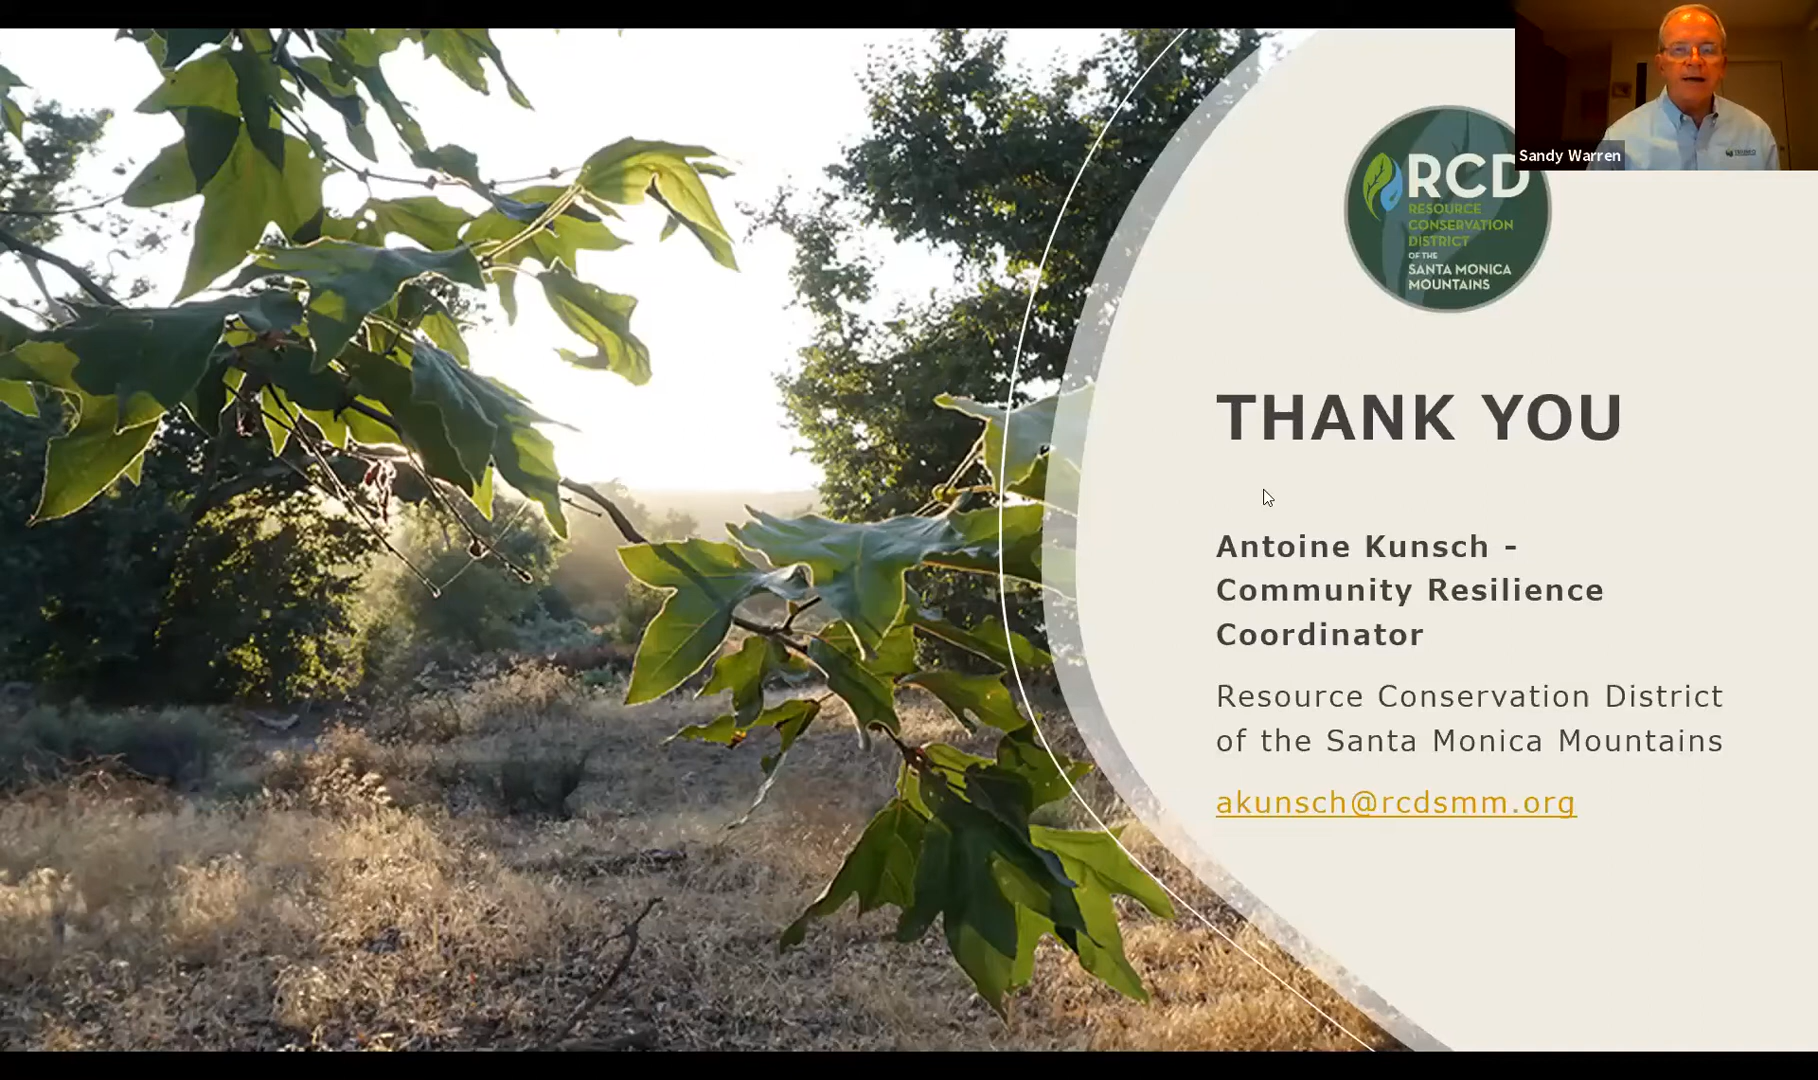 Sandy Warren
RCD
RESOURCE
CONSERVATION
DISTRICT
OF THE
SANTA MONICA
MOUNTAINS
THANK YOU
Antoine Kunsch -
Community Resilience
Coordinator
Resource Conservation District
of the Santa Monica Mountains
akunsch@rcdsmm.org